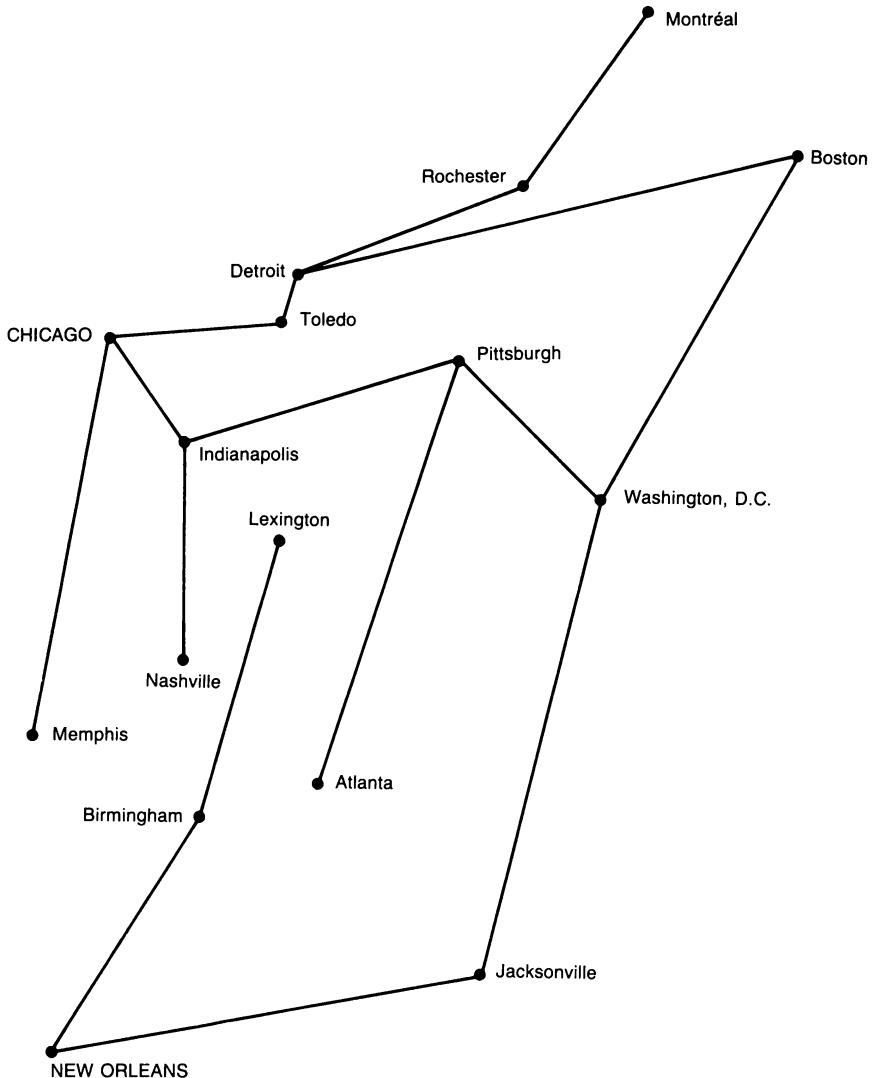 Montréal
Boston
Rochester
Detroit
Toledo
CHICAGO
Pittsburgh
Indianapolis
Washington, D.C.
Lexington
Nashville
Memphis
Atlanta
Birmingham
Jacksonville
NEW ORLEANS